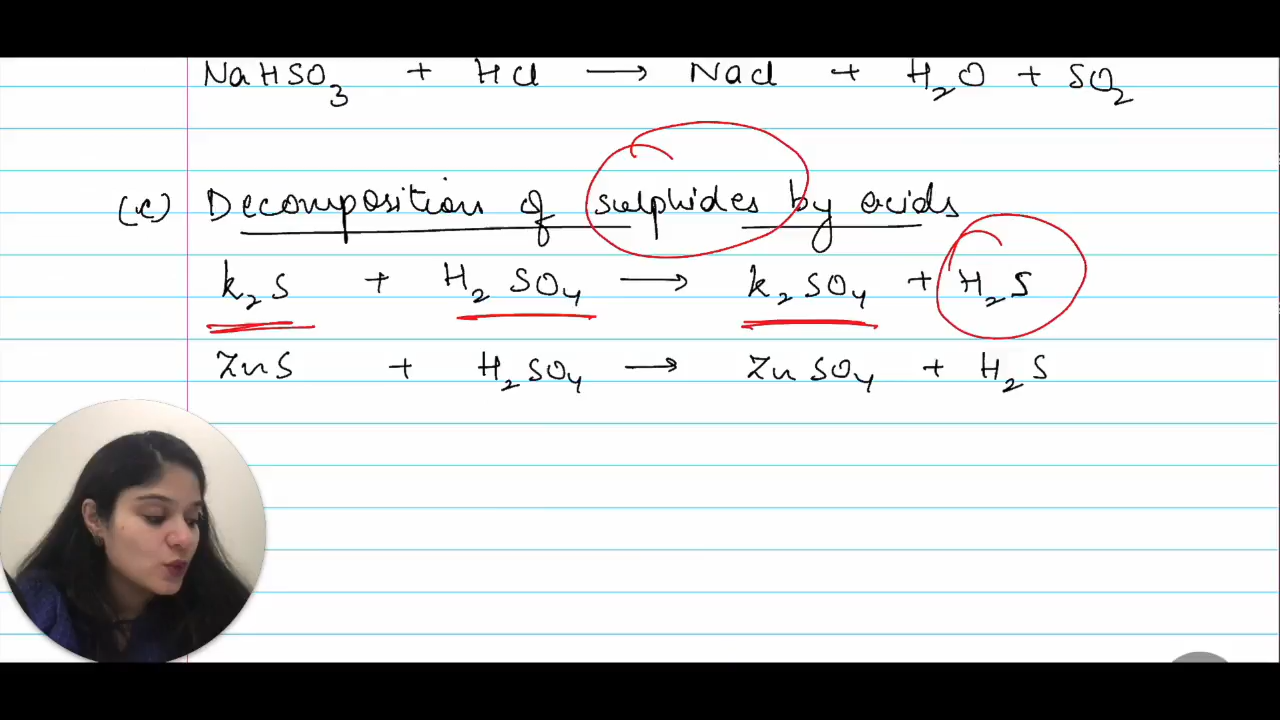 NaHSO3 + HCl → NaCl + H2O + SO2
(c) Decomposition of sulphides by acids
K2S + H2SO4 → K2SO4 + H2S
ZnS + H2SO4 → ZnSO4 + H2S